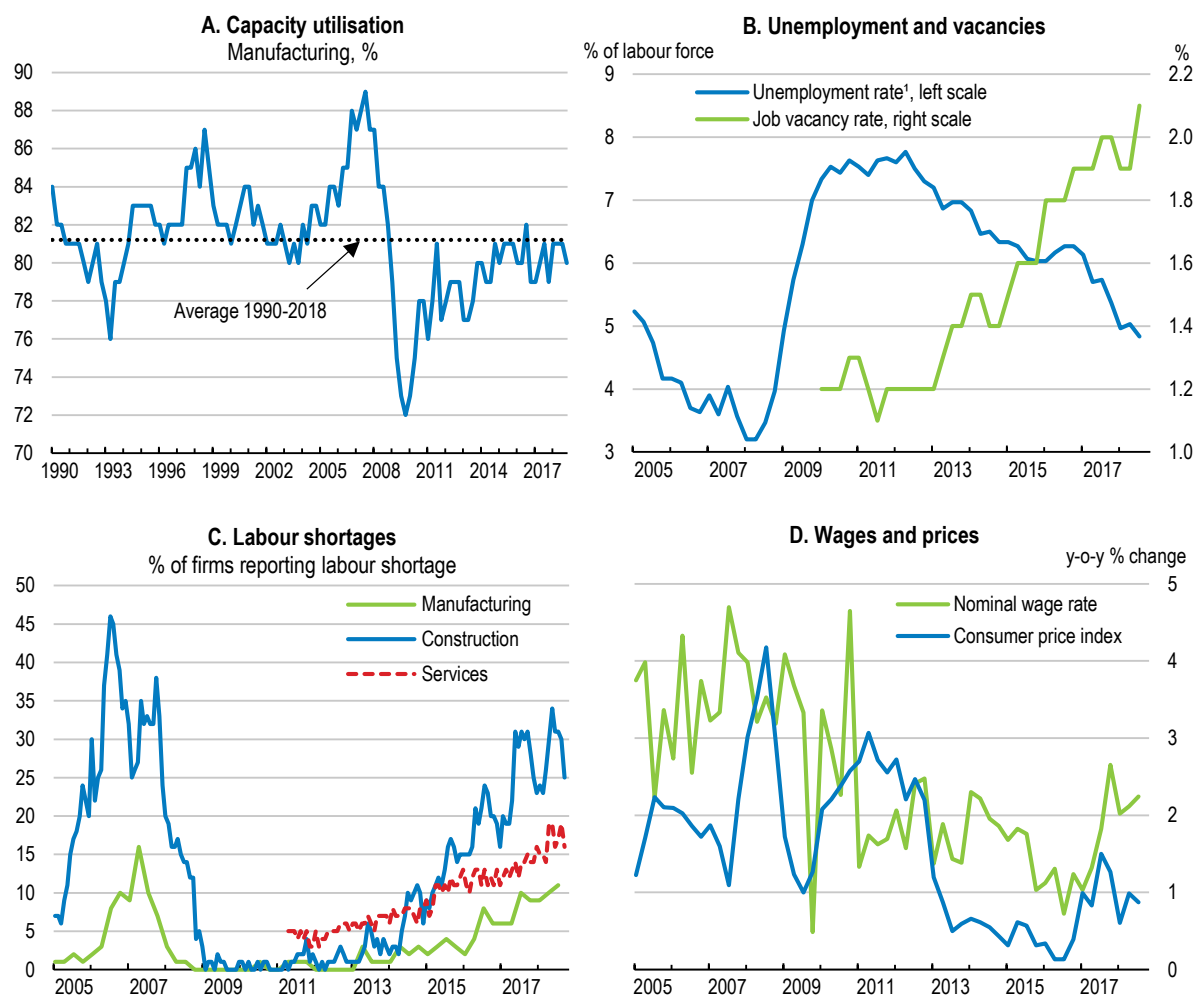 A. Capacity utilisation
Manufacturing, %
90
88
86
84
82
80
78
76
74
72
70
Average 1990-2018
1990 1993 1996 1999 2002 2005 2008 2011 2014 2017
B. Unemployment and vacancies
% of labour force
%
9
8
7
6
5
4
3
Unemployment rate¹, left scale
Job vacancy rate, right scale
2.2
2.0
1.8
1.6
1.4
1.2
1.0
2005 2007 2009 2011 2013 2015 2017
C. Labour shortages
% of firms reporting labour shortage
50
45
40
35
30
25
20
15
10
5
0
Manufacturing
Construction
Services
2005 2007 2009 2011 2013 2015 2017
D. Wages and prices
y-o-y % change
Nominal wage rate
Consumer price index
5
4
3
2
1
0
2005 2007 2009 2011 2013 2015 2017